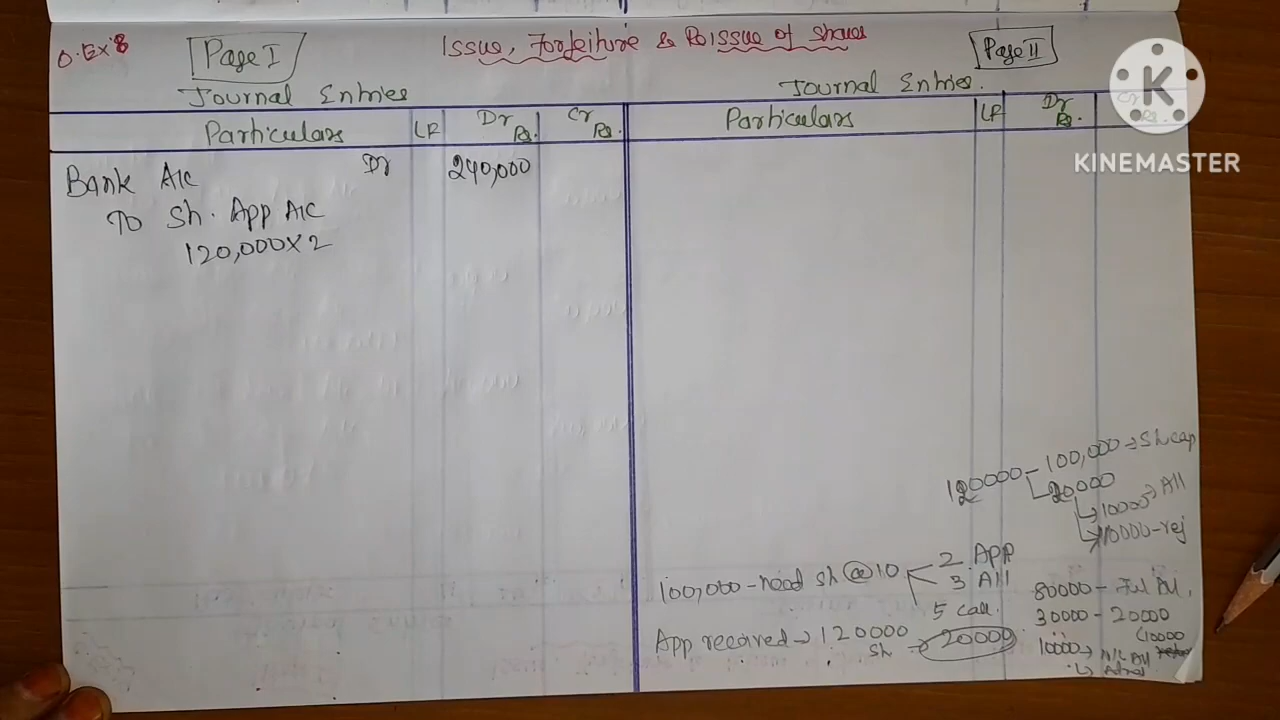 O.Ex 8
Page I
Issue, Forfeiture & Reissue of Shares
Page II
Journal Entries
Journal Entries.
Particulars LF Dr Rs. Cr Rs.
Particulars LF Dr Rs.
K
KINEMASTER
Bank A/c Dr 240,000
To Sh. App A/c
120,000x2
120000 - 100,000 → Sh cap
20000
→ 10000 → All
→ 10000 - rej
100,000 - need sh @ 10
2 App
3 All
5 Call.
App received → 120000
sh → 20000
80000 - Full All.
30000 - 20000
10000
10000 →